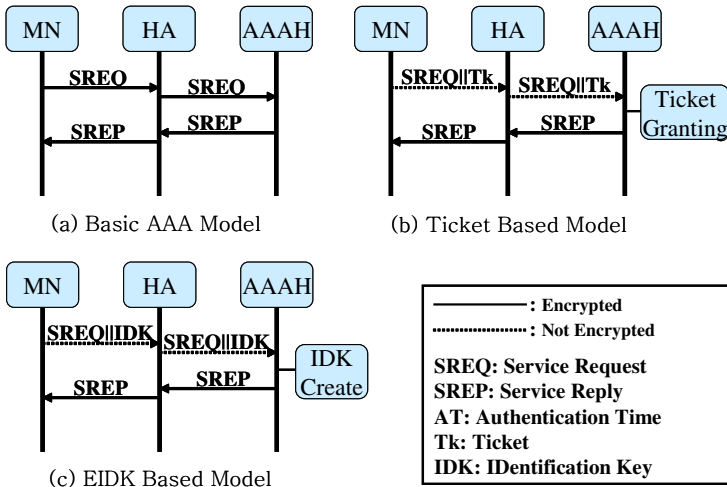 MN HA AAAH
SREQ
SREQ
SREP
SREP
(a) Basic AAA Model
MN HA AAAH
SREQ||Tk
SREQ||Tk
Ticket
Granting
SREP
SREP
(b) Ticket Based Model
MN HA AAAH
SREQ||IDK
SREQ||IDK
IDK
Create
SREP
SREP
(c) EIDK Based Model
: Encrypted
: Not Encrypted
SREQ: Service Request
SREP: Service Reply
AT: Authentication Time
Tk: Ticket
IDK: IDentification Key